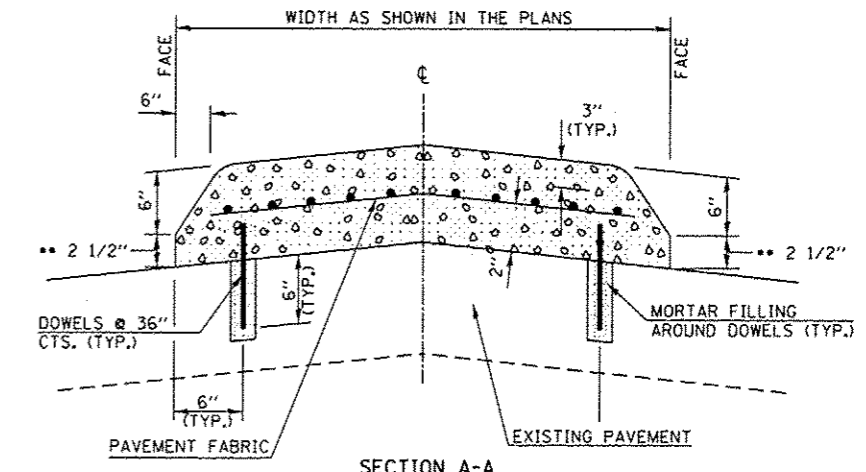 WIDTH AS SHOWN IN THE PLANS
FACE
FACE
℄
6"
3"
(TYP.)
6"
6"
•• 2 1/2"
•• 2 1/2"
6"
(TYP.)
2"
DOWELS @ 36"
CTS. (TYP.)
MORTAR FILLING
AROUND DOWELS (TYP.)
6"
(TYP.)
PAVEMENT FABRIC
EXISTING PAVEMENT
SECTION A-A